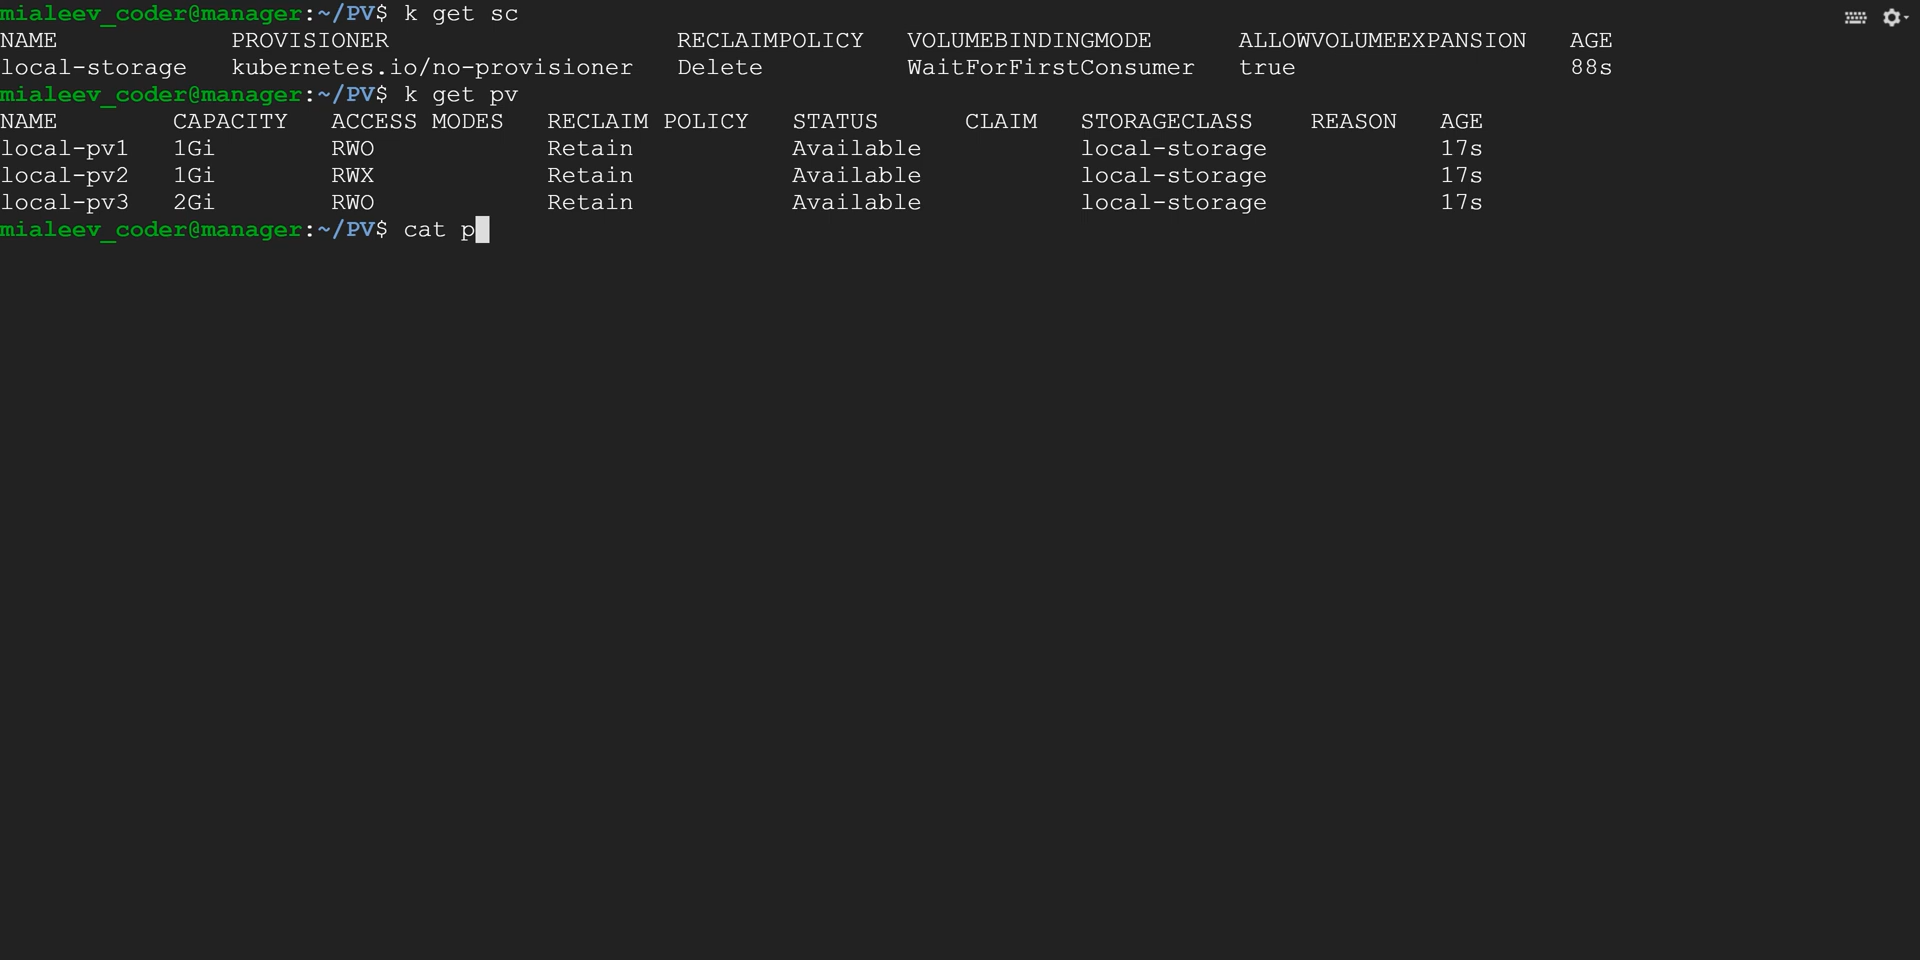 mialeev_coder@manager:~/PV$ k get sc
NAME            PROVISIONER                    RECLAIMPOLICY   VOLUMEBINDINGMODE      ALLOWVOLUMEEXPANSION   AGE
local-storage   kubernetes.io/no-provisioner   Delete          WaitForFirstConsumer   true                   88s
mialeev_coder@manager:~/PV$ k get pv
NAME        CAPACITY   ACCESS MODES   RECLAIM POLICY   STATUS      CLAIM   STORAGECLASS    REASON   AGE
local-pv1   1Gi        RWO            Retain           Available           local-storage            17s
local-pv2   1Gi        RWX            Retain           Available           local-storage            17s
local-pv3   2Gi        RWO            Retain           Available           local-storage            17s
mialeev_coder@manager:~/PV$ cat p